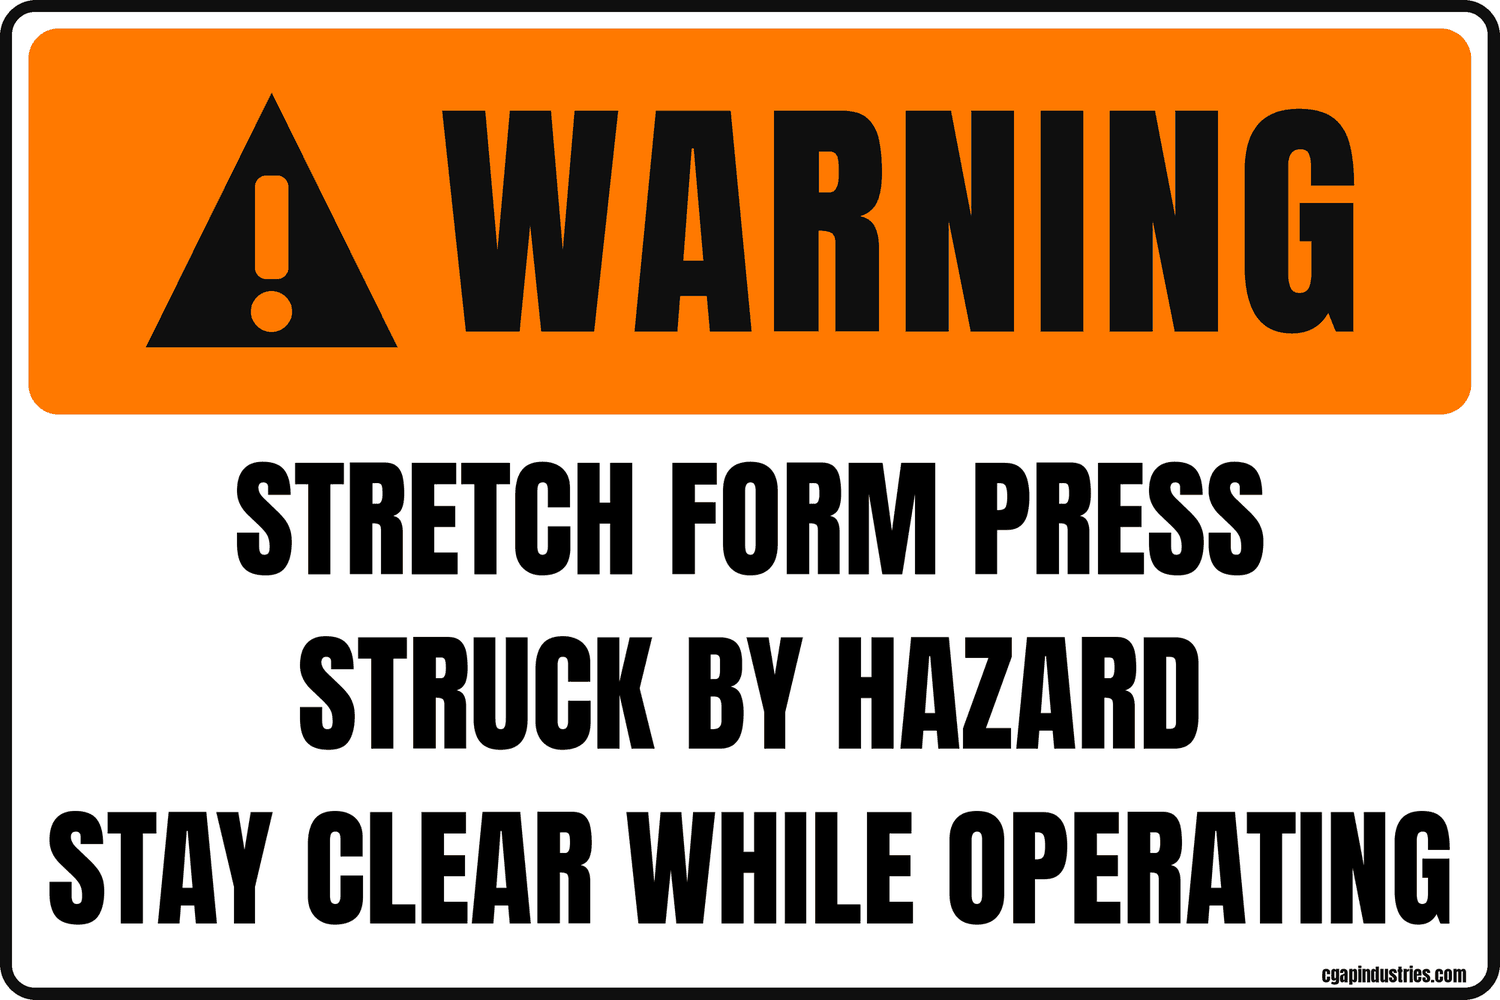 WARNING
STRETCH FORM PRESS
STRUCK BY HAZARD
STAY CLEAR WHILE OPERATING
cgapindustries.com